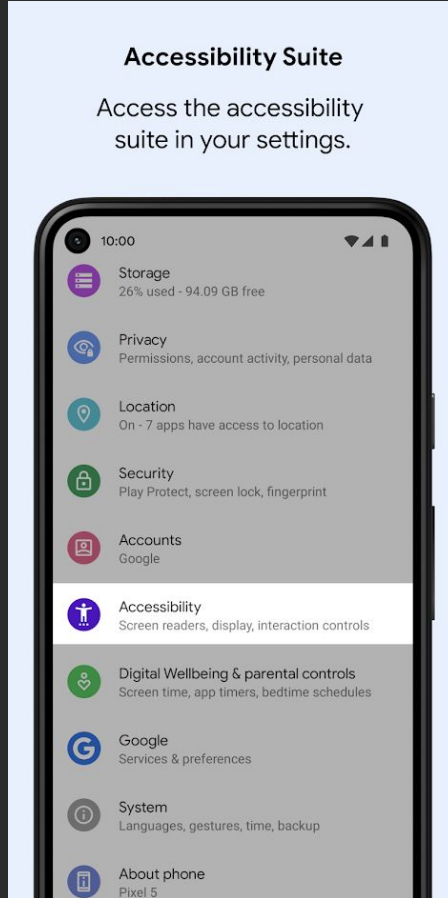 Accessibility Suite
Access the accessibility
suite in your settings.
10:00
Storage
26% used - 94.09 GB free
Privacy
Permissions, account activity, personal data
Location
On - 7 apps have access to location
Security
Play Protect, screen lock, fingerprint
Accounts
Google
Accessibility
Screen readers, display, interaction controls
Digital Wellbeing & parental controls
Screen time, app timers, bedtime schedules
Google
Services & preferences
System
Languages, gestures, time, backup
About phone
Pixel 5